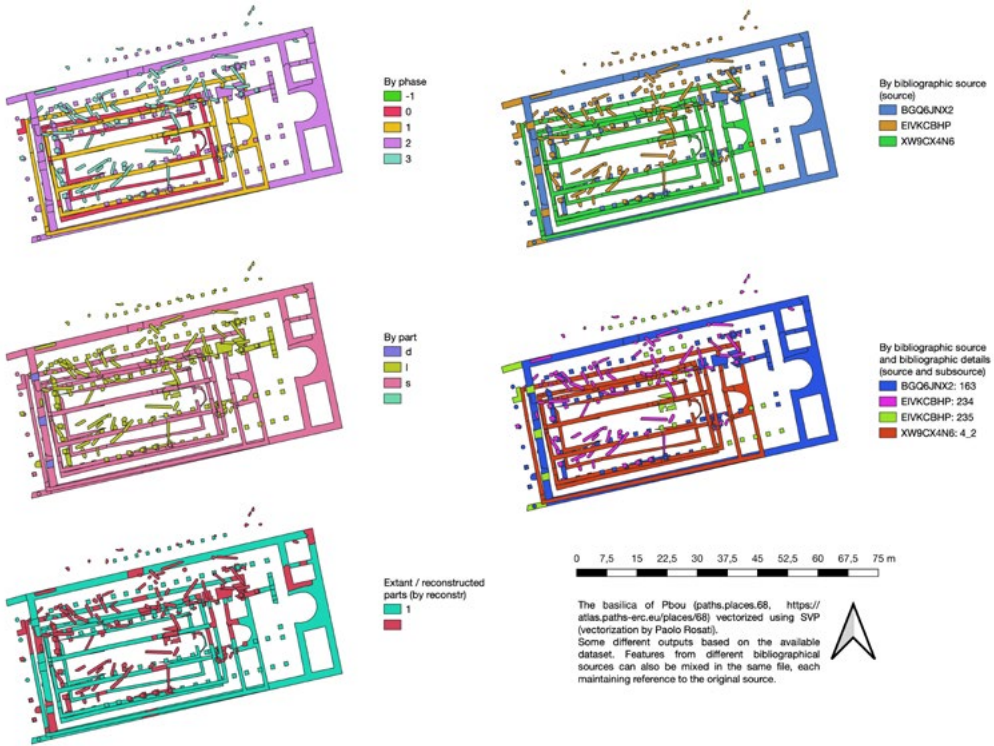 By phase
-1
0
1
2
3
By bibliographic source
(source)
BGQ6JNX2
EIVKCBHP
XW9CX4N6
By part
d
l
s
By bibliographic source
and bibliographic details
(source and subsource)
BGQ6JNX2: 163
EIVKCBHP: 234
EIVKCBHP: 235
XW9CX4N6: 4_2
Extant / reconstructed
parts (by reconstr)
1
0 7,5 15 22,5 30 37,5 45 52,5 60 67,5 75 m
The basilica of Pbou (paths.places.68, https://
atlas.paths-erc.eu/places/68) vectorized using SVP
(vectorization by Paolo Rosati).
Some different outputs based on the available
dataset. Features from different bibliographical
sources can also be mixed in the same file, each
maintaining reference to the original source.